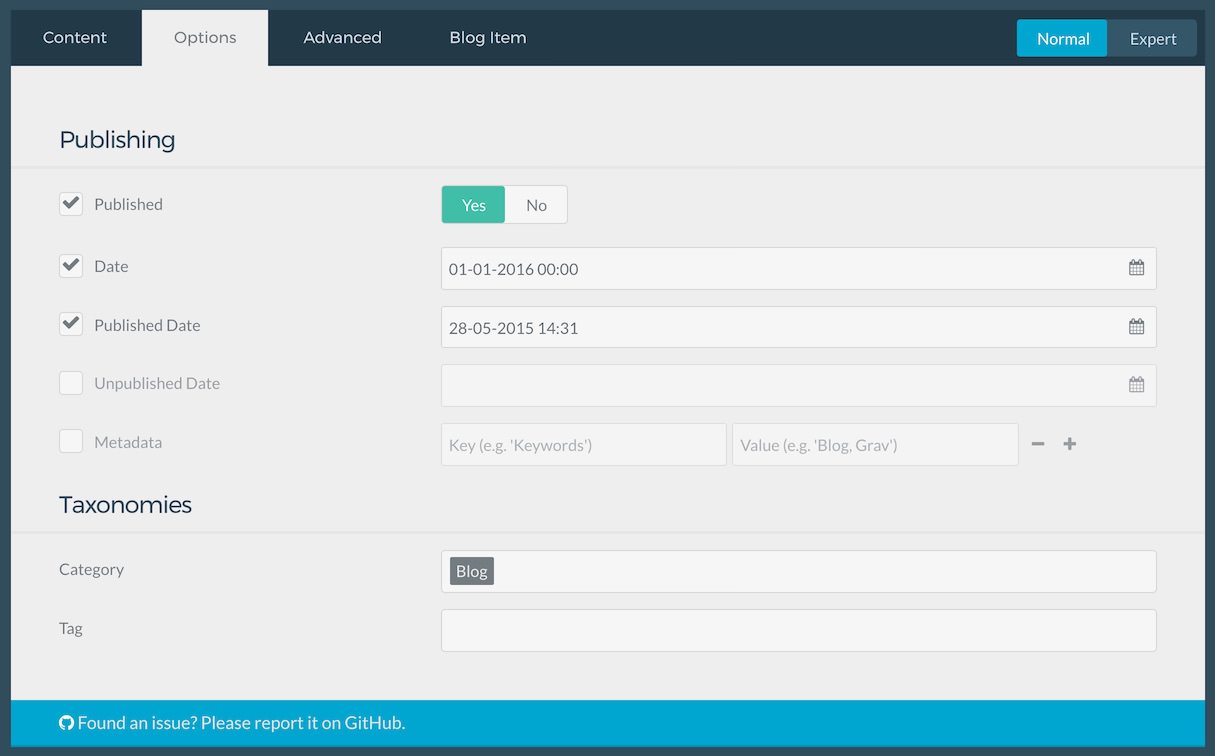 Content Options Advanced Blog Item Normal Expert
Publishing
Published Yes No
Date 01-01-2016 00:00
Published Date 28-05-2015 14:31
Unpublished Date
Metadata Key (e.g. 'Keywords') Value (e.g. 'Blog, Grav')
Taxonomies
Category Blog
Tag
Found an issue? Please report it on GitHub.